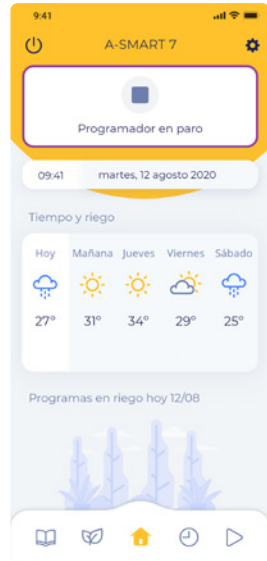 9:41
A-SMART 7
Programador en paro
09:41 martes, 12 agosto 2020
Tiempo y riego
Hoy Mañana Jueves Viernes Sábado
27° 31° 34° 29° 25°
Programas en riego hoy 12/08